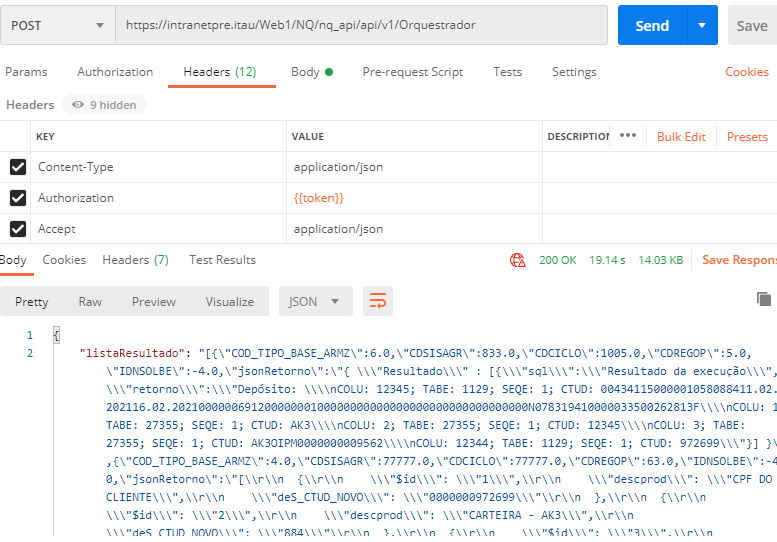 POST https://intranetpre.itau/Web1/NQ/nq_api/api/v1/Orquestrador Send Save
Params Authorization Headers (12) Body Pre-request Script Tests Settings Cookies
Headers 9 hidden
KEY VALUE DESCRIPTION ••• Bulk Edit Presets
Content-Type application/json
Authorization {{token}}
Accept application/json
Body Cookies Headers (7) Test Results 200 OK 19.14 s 14.03 KB Save Respons
Pretty Raw Preview Visualize JSON
1 {
2 "listaResultado": "[{\"COD_TIPO_BASE_ARMZ\":6.0,\"CDSISAGR\":833.0,\"CDCICLO\":1005.0,\"CDREGOP\":5.0,
\"IDNSOLBE\":-4.0,\"jsonRetorno\":\"{ \\\"Resultado\\\" : [{\\\"sql\\\":\\\"Resultado da execução\\\",
\\\"retorno\\\":\\\"Depósito: \\\\nCOLU: 12345; TABE: 1129; SEQE: 1; CTUD: 00434115000001058088411.02.
202116.02.2021000000691200000001000000000000000000000000000000000N07831941000003350026 2813F\\\\nCOLU: 1
TABE: 27355; SEQE: 1; CTUD: AK3\\\\nCOLU: 2; TABE: 27355; SEQE: 1; CTUD: 12345\\\\nCOLU: 3; TABE:
27355; SEQE: 1; CTUD: AK3OIPM0000000009562\\\\nCOLU: 12344; TABE: 1129; SEQE: 1; CTUD: 972699\\\"}] }\
,{\"COD_TIPO_BASE_ARMZ\":4.0,\"CDSISAGR\":77777.0,\"CDCICLO\":77777.0,\"CDREGOP\":63.0,\"IDNSOLBE\":-4
0,\"jsonRetorno\":\"[\\r\\n  {\\r\\n    \\\"$id\\\": \\\"1\\\",\\r\\n    \\\"descprod\\\": \\\"CPF DO
CLIENTE\\\",\\r\\n    \\\"deS_CTUD_NOVO\\\": \\\"0000000972699\\\"\\r\\n  },\\r\\n  {\\r\\n
\\\"$id\\\": \\\"2\\\",\\r\\n    \\\"descprod\\\": \\\"CARTEIRA - AK3\\\",\\r\\n
\\\"deS_CTUD_NOVO\\\": \\\"884\\\"\\r\\n  },\\r\\n  {\\r\\n    \\\"$id\\\": \\\"3\\\",\\r\\n